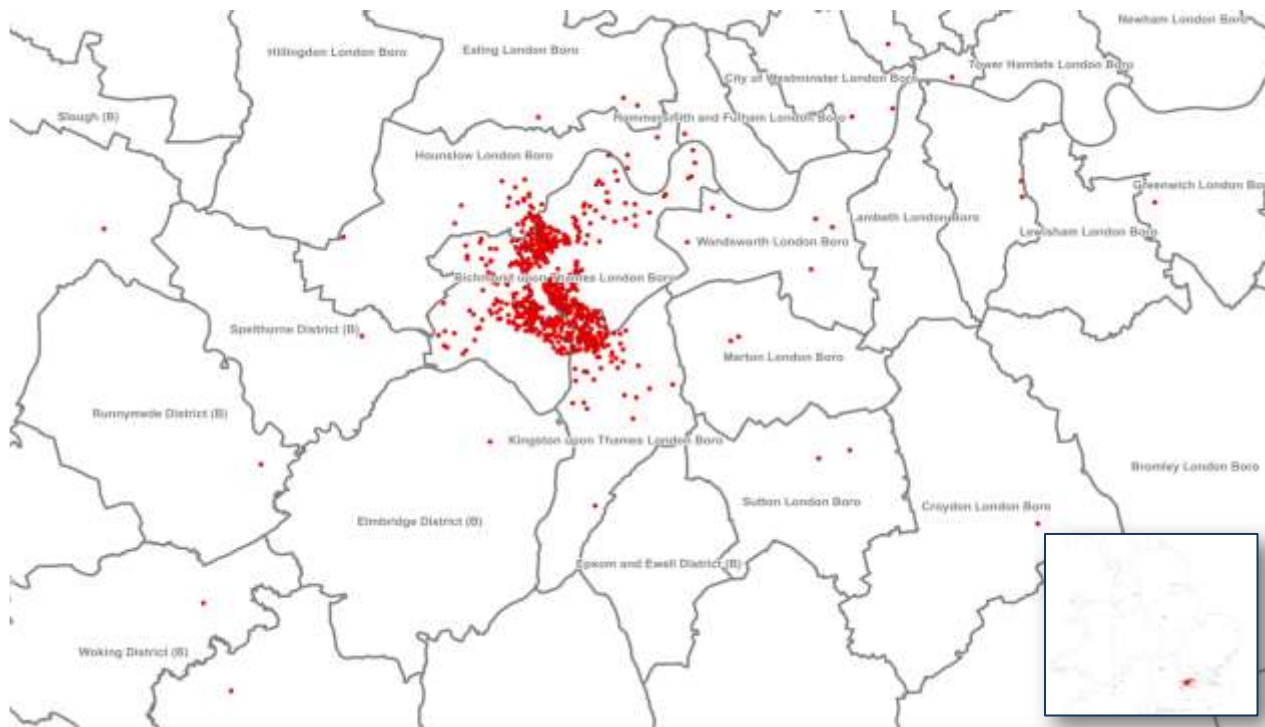 Newham London Boro
Hillingdon London Boro
Ealing London Boro
Tower Hamlets London Boro
City of Westminster London Boro
Slough (B)
Hammersmith and Fulham London Boro
Hounslow London Boro
Greenwich London Bor
Lambeth London Boro
Lewisham London Boro
Wandsworth London Boro
Richmond upon Thames London Boro
Spelthorne District (B)
Merton London Boro
Runnymede District (B)
Kingston upon Thames London Boro
Bromley London Boro
Sutton London Boro
Croydon London Boro
Elmbridge District (B)
Epsom and Ewell District (B)
Woking District (B)